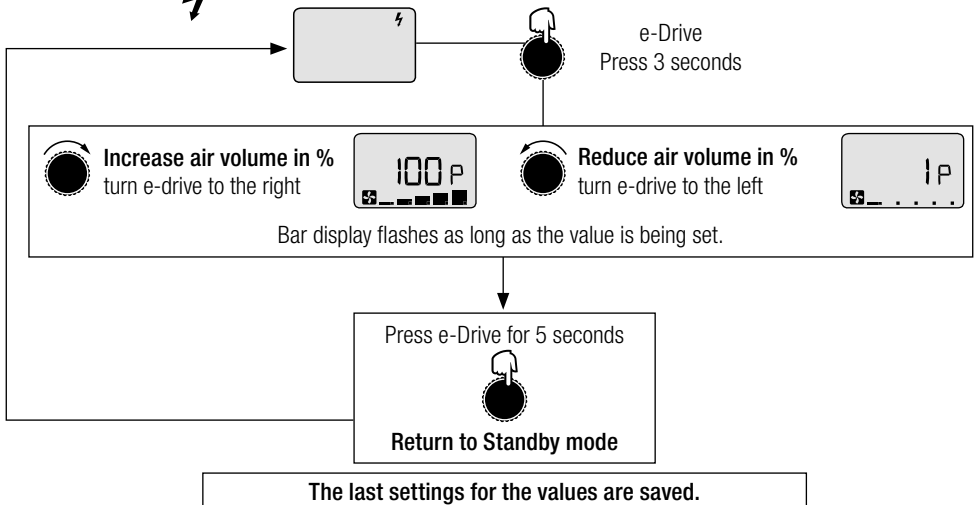 e-Drive
Press 3 seconds
Increase air volume in %
turn e-drive to the right
100 P
Reduce air volume in %
turn e-drive to the left
1 P
Bar display flashes as long as the value is being set.
Press e-Drive for 5 seconds
Return to Standby mode
The last settings for the values are saved.